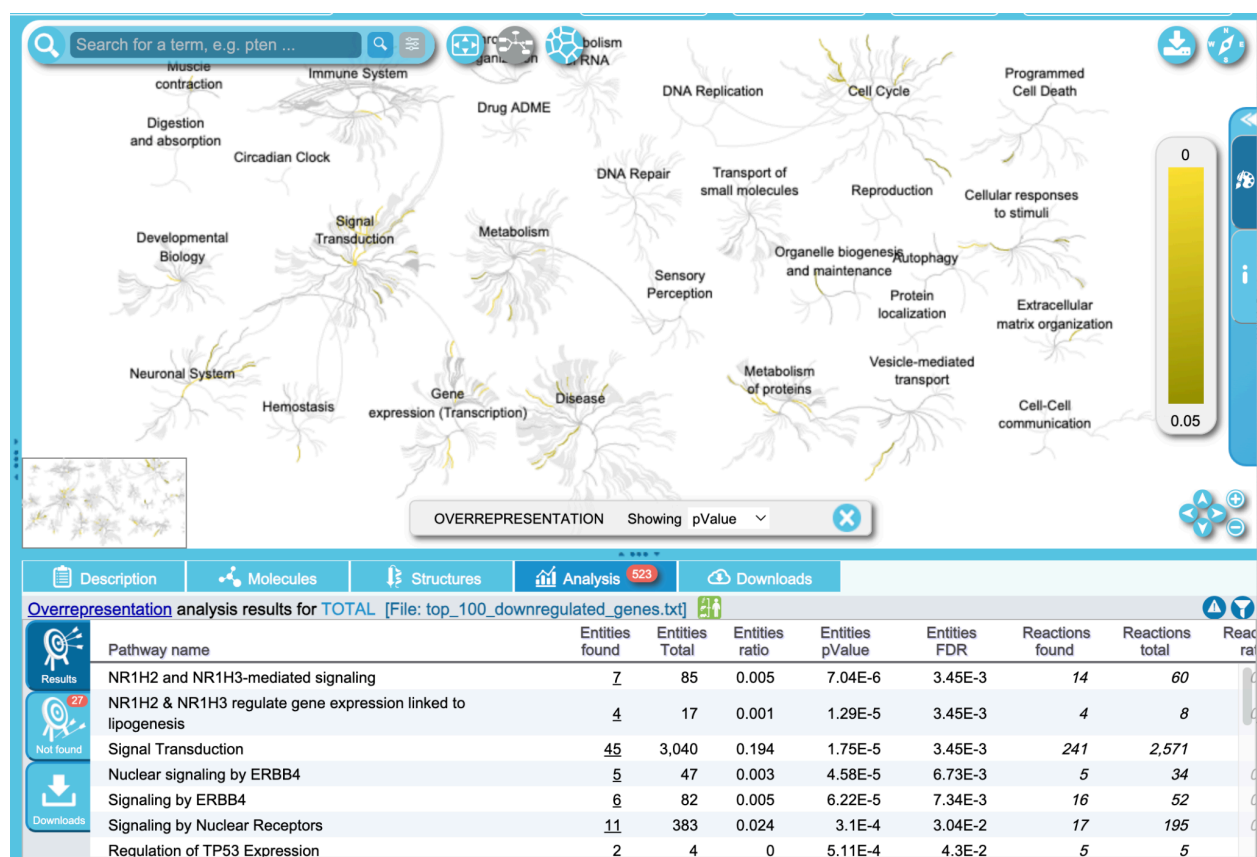 Search for a term, e.g. pten ...
bolism
RNA
Muscle
contraction
Immune System
Drug ADME
DNA Replication
Cell Cycle
Programmed
Cell Death
Digestion
and absorption
Circadian Clock
DNA Repair
Transport of
small molecules
Reproduction
Cellular responses
to stimuli
0
0.05
Signal
Transduction
Metabolism
Developmental
Biology
Organelle biogenesis
and maintenance
Autophagy
Sensory
Perception
Protein
localization
Extracellular
matrix organization
Neuronal System
Hemostasis
Gene
expression (Transcription)
Disease
Metabolism
of proteins
Vesicle-mediated
transport
Cell-Cell
communication
OVERREPRESENTATION Showing pValue
Description Molecules Structures Analysis 523 Downloads
Overrepresentation analysis results for TOTAL [File: top_100_downregulated_genes.txt]
Results
27
Not found
Downloads
Pathway name Entities found Entities Total Entities ratio Entities pValue Entities FDR Reactions found Reactions total
NR1H2 and NR1H3-mediated signaling 7 85 0.005 7.04E-6 3.45E-3 14 60
NR1H2 & NR1H3 regulate gene expression linked to
lipogenesis 4 17 0.001 1.29E-5 3.45E-3 4 8
Signal Transduction 45 3,040 0.194 1.75E-5 3.45E-3 241 2,571
Nuclear signaling by ERBB4 5 47 0.003 4.58E-5 6.73E-3 5 34
Signaling by ERBB4 6 82 0.005 6.22E-5 7.34E-3 16 52
Signaling by Nuclear Receptors 11 383 0.024 3.1E-4 3.04E-2 17 195
Regulation of TP53 Expression 2 4 0 5.11E-4 4.3E-2 5 5